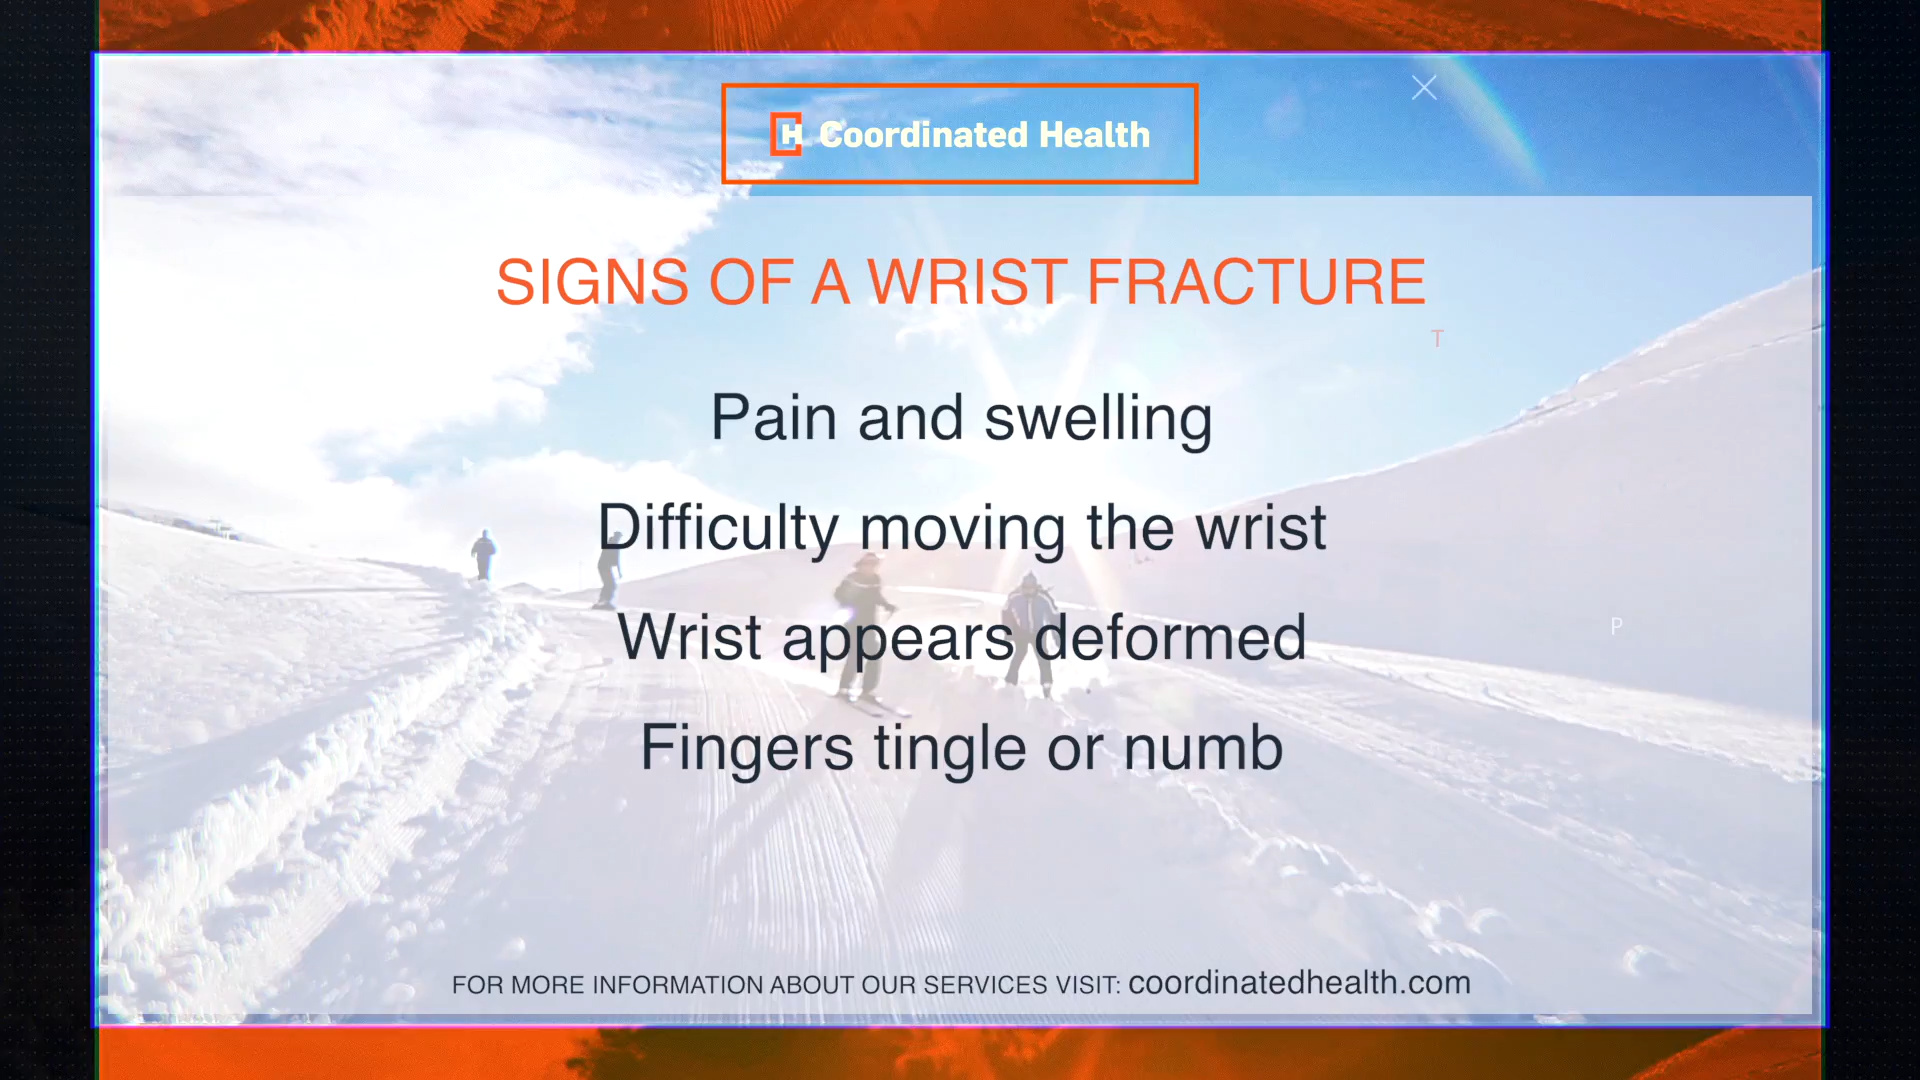 H Coordinated Health
SIGNS OF A WRIST FRACTURE
T
Pain and swelling
Difficulty moving the wrist
Wrist appears deformed
P
Fingers tingle or numb
FOR MORE INFORMATION ABOUT OUR SERVICES VISIT: coordinatedhealth.com